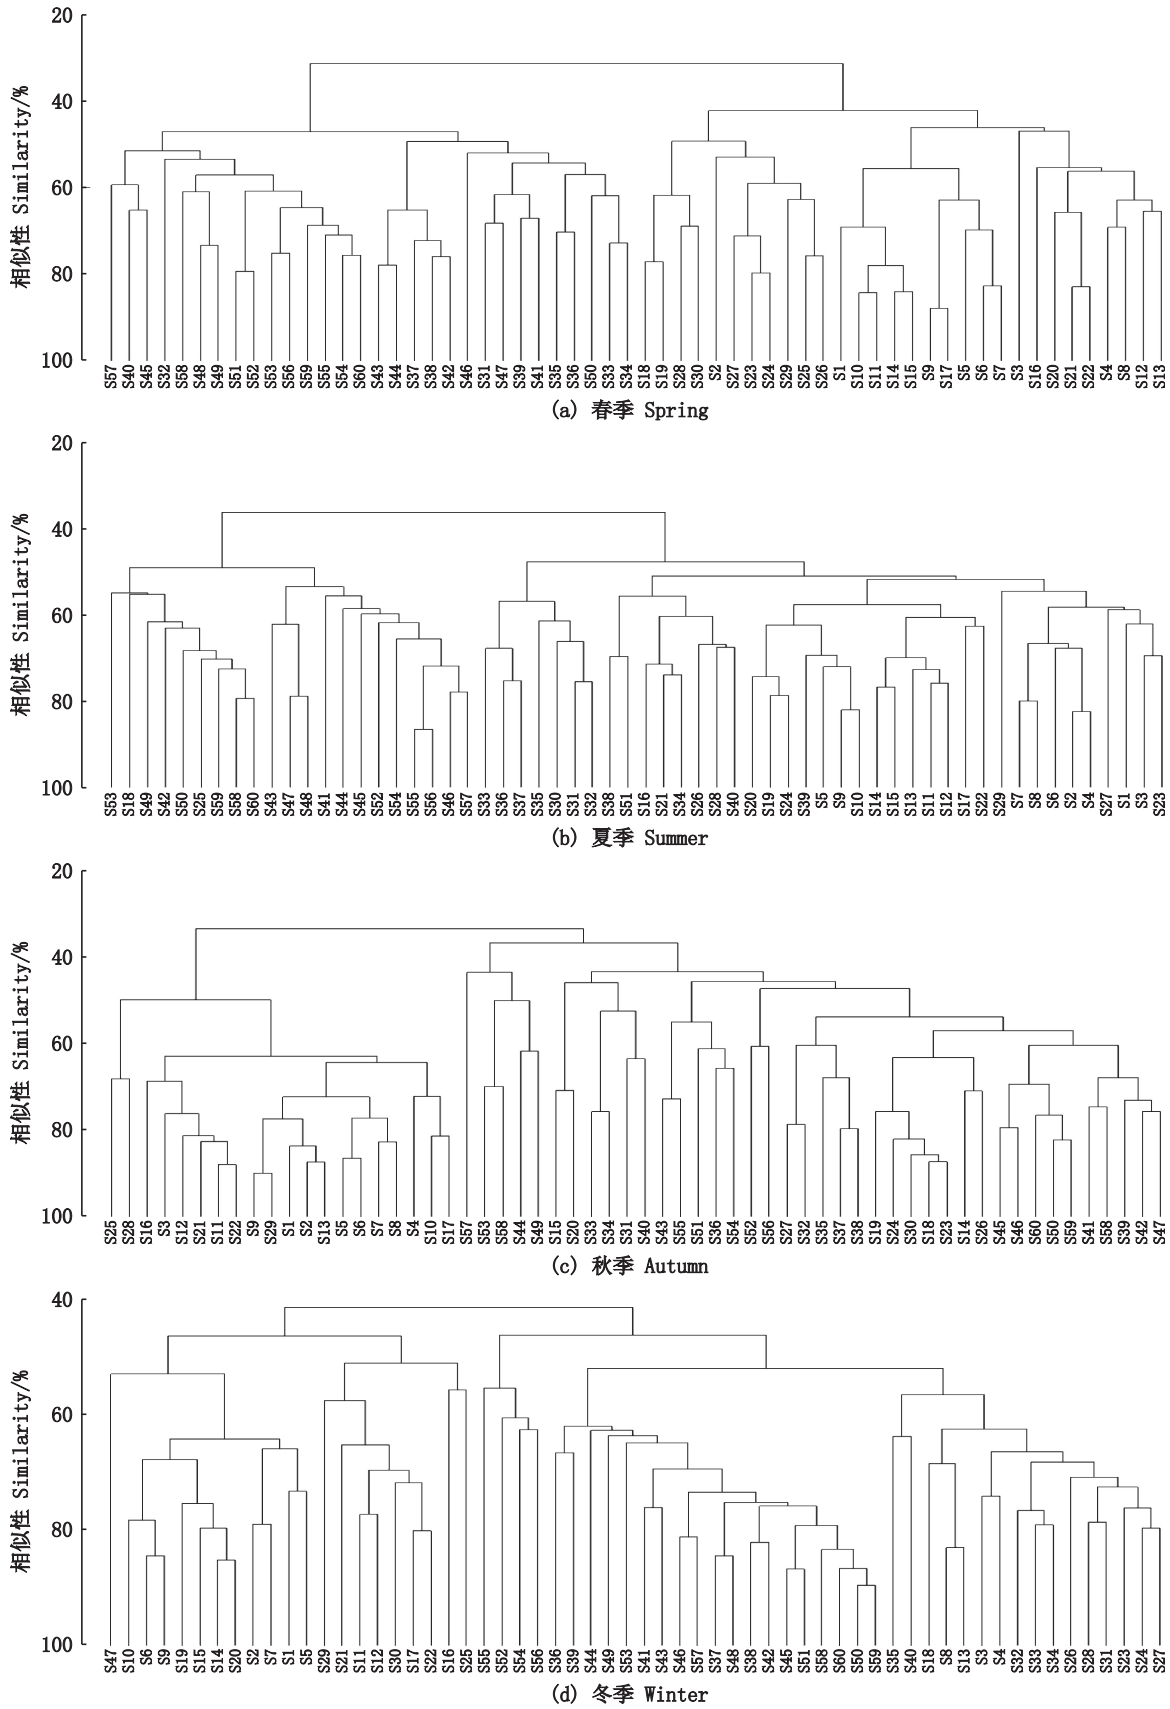 20
40
60
80
100
相似性 Similarity/%
S57 S40 S45 S32 S58 S48 S49 S51 S52 S53 S56 S59 S55 S54 S60 S43 S44 S37 S38 S42 S46 S31 S47 S39 S41 S35 S36 S50 S33 S34 S18 S19 S28 S30 S2 S27 S23 S24 S29 S25 S26 S1 S10 S11 S14 S15 S9 S17 S5 S6 S7 S3 S16 S20 S21 S22 S4 S8 S12 S13
(a) 春季 Spring
20
40
60
80
100
相似性 Similarity/%
S53 S18 S49 S42 S50 S25 S59 S58 S60 S43 S47 S48 S41 S44 S45 S52 S54 S55 S56 S46 S57 S33 S36 S37 S35 S30 S31 S32 S38 S51 S16 S21 S34 S26 S28 S40 S20 S19 S24 S39 S5 S9 S10 S14 S15 S13 S11 S12 S17 S22 S29 S7 S8 S6 S2 S4 S27 S1 S3 S23
(b) 夏季 Summer
20
40
60
80
100
相似性 Similarity/%
S25 S28 S16 S3 S12 S21 S11 S22 S9 S29 S1 S2 S13 S5 S6 S7 S8 S4 S10 S17 S57 S53 S58 S44 S49 S15 S20 S33 S34 S31 S40 S43 S55 S51 S36 S54 S52 S56 S27 S32 S35 S37 S38 S19 S24 S30 S18 S23 S14 S26 S45 S46 S60 S50 S59 S41 S58 S39 S42 S47
(c) 秋季 Autumn
40
60
80
100
相似性 Similarity/%
S47 S10 S6 S9 S19 S15 S14 S20 S2 S7 S1 S5 S29 S21 S11 S12 S30 S17 S22 S16 S25 S55 S52 S54 S56 S36 S39 S44 S49 S53 S41 S43 S46 S57 S37 S48 S38 S42 S45 S51 S58 S60 S50 S59 S35 S40 S18 S8 S13 S3 S4 S32 S33 S34 S26 S28 S31 S23 S24 S27
(d) 冬季 Winter